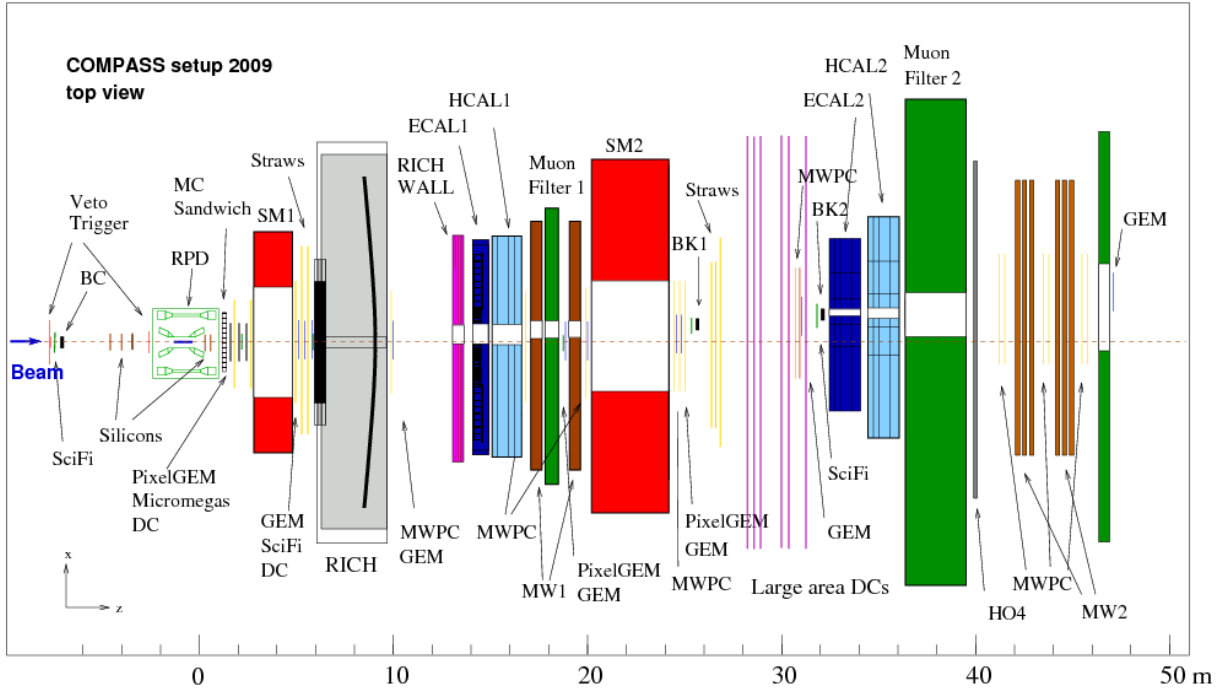 COMPASS setup 2009
top view
Muon
Filter 2
HCAL2
ECAL2
HCAL1
ECAL1
SM2
Straws
RICH
WALL
Muon
Filter 1
Straws
MWPC
MC
Sandwich
Veto
Trigger
SM1
BK2
GEM
RPD
BC
BK1
Beam
Silicons
SciFi
SciFi
PixelGEM
Micromegas
DC
GEM
SciFi
DC
MWPC
GEM
MWPC
PixelGEM
GEM
GEM
RICH
MW1
PixelGEM
GEM
MWPC
Large area DCs
MWPC
HO4
MW2
x
z
0
10
20
30
40
50 m